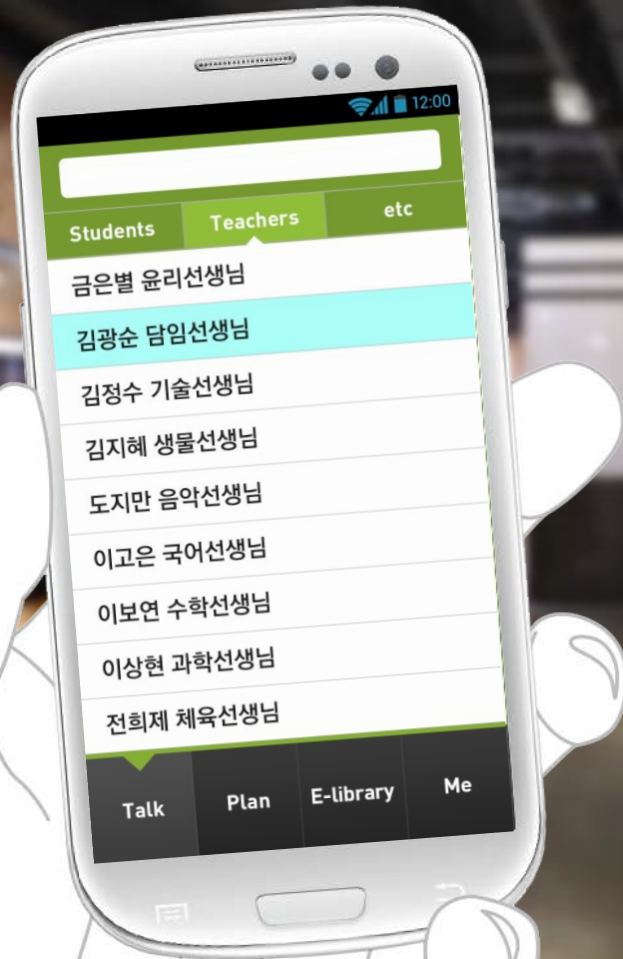 12:00
Students Teachers etc
금은별 윤리선생님
김광순 담임선생님
김정수 기술선생님
김지혜 생물선생님
도지만 음악선생님
이고은 국어선생님
이보연 수학선생님
이상현 과학선생님
전희제 체육선생님
Talk Plan E-library Me